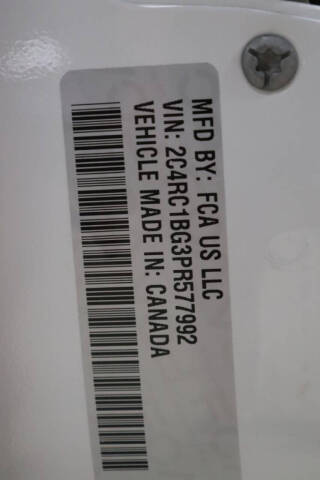 MFD BY: FCA US LLC
VIN: 2C4RC1BG3PR577992
VEHICLE MADE IN: CANADA